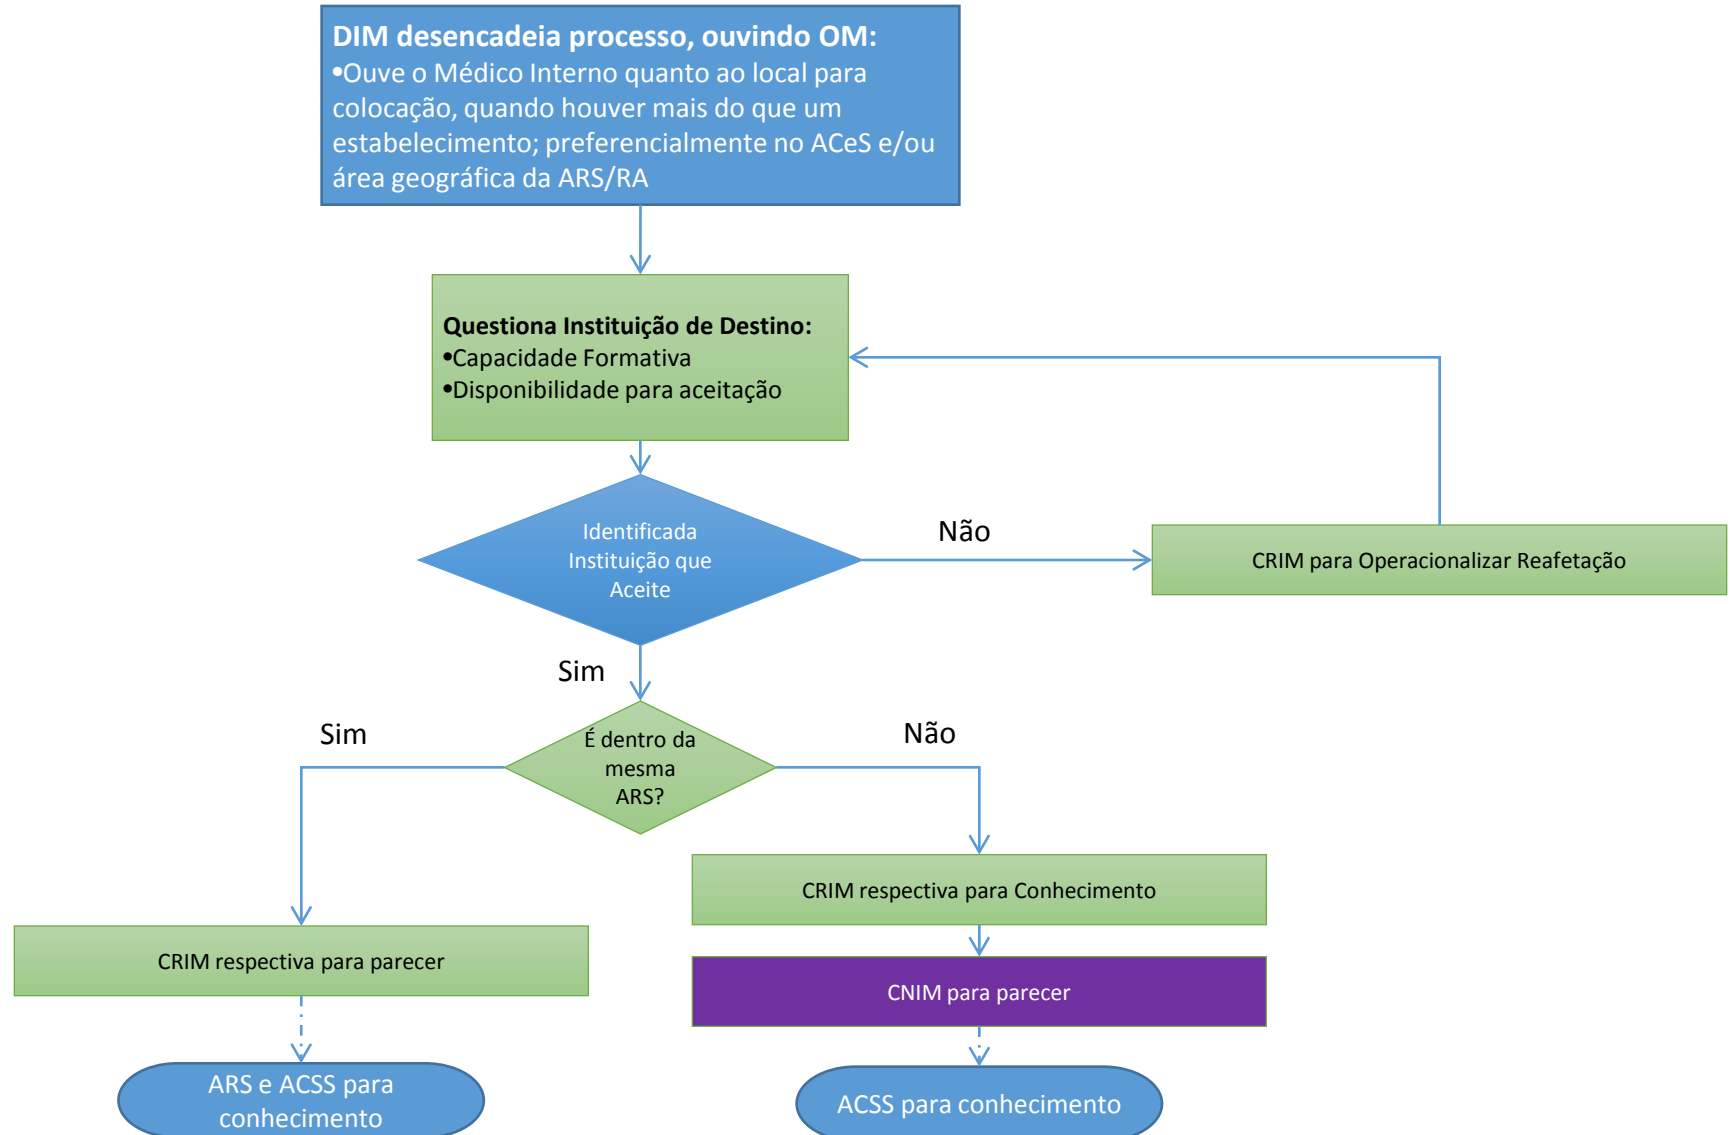 DIM desencadeia processo, ouvindo OM:
•Ouve o Médico Interno quanto ao local para
colocação, quando houver mais do que um
estabelecimento; preferencialmente no ACeS e/ou
área geográfica da ARS/RA
Questiona Instituição de Destino:
•Capacidade Formativa
•Disponibilidade para aceitação
Identificada
Instituição que
Aceite
Não
CRIM para Operacionalizar Reafetação
Sim
É dentro da
mesma
ARS?
Sim
Não
CRIM respectiva para Conhecimento
CRIM respectiva para parecer
CNIM para parecer
ARS e ACSS para
conhecimento
ACSS para conhecimento